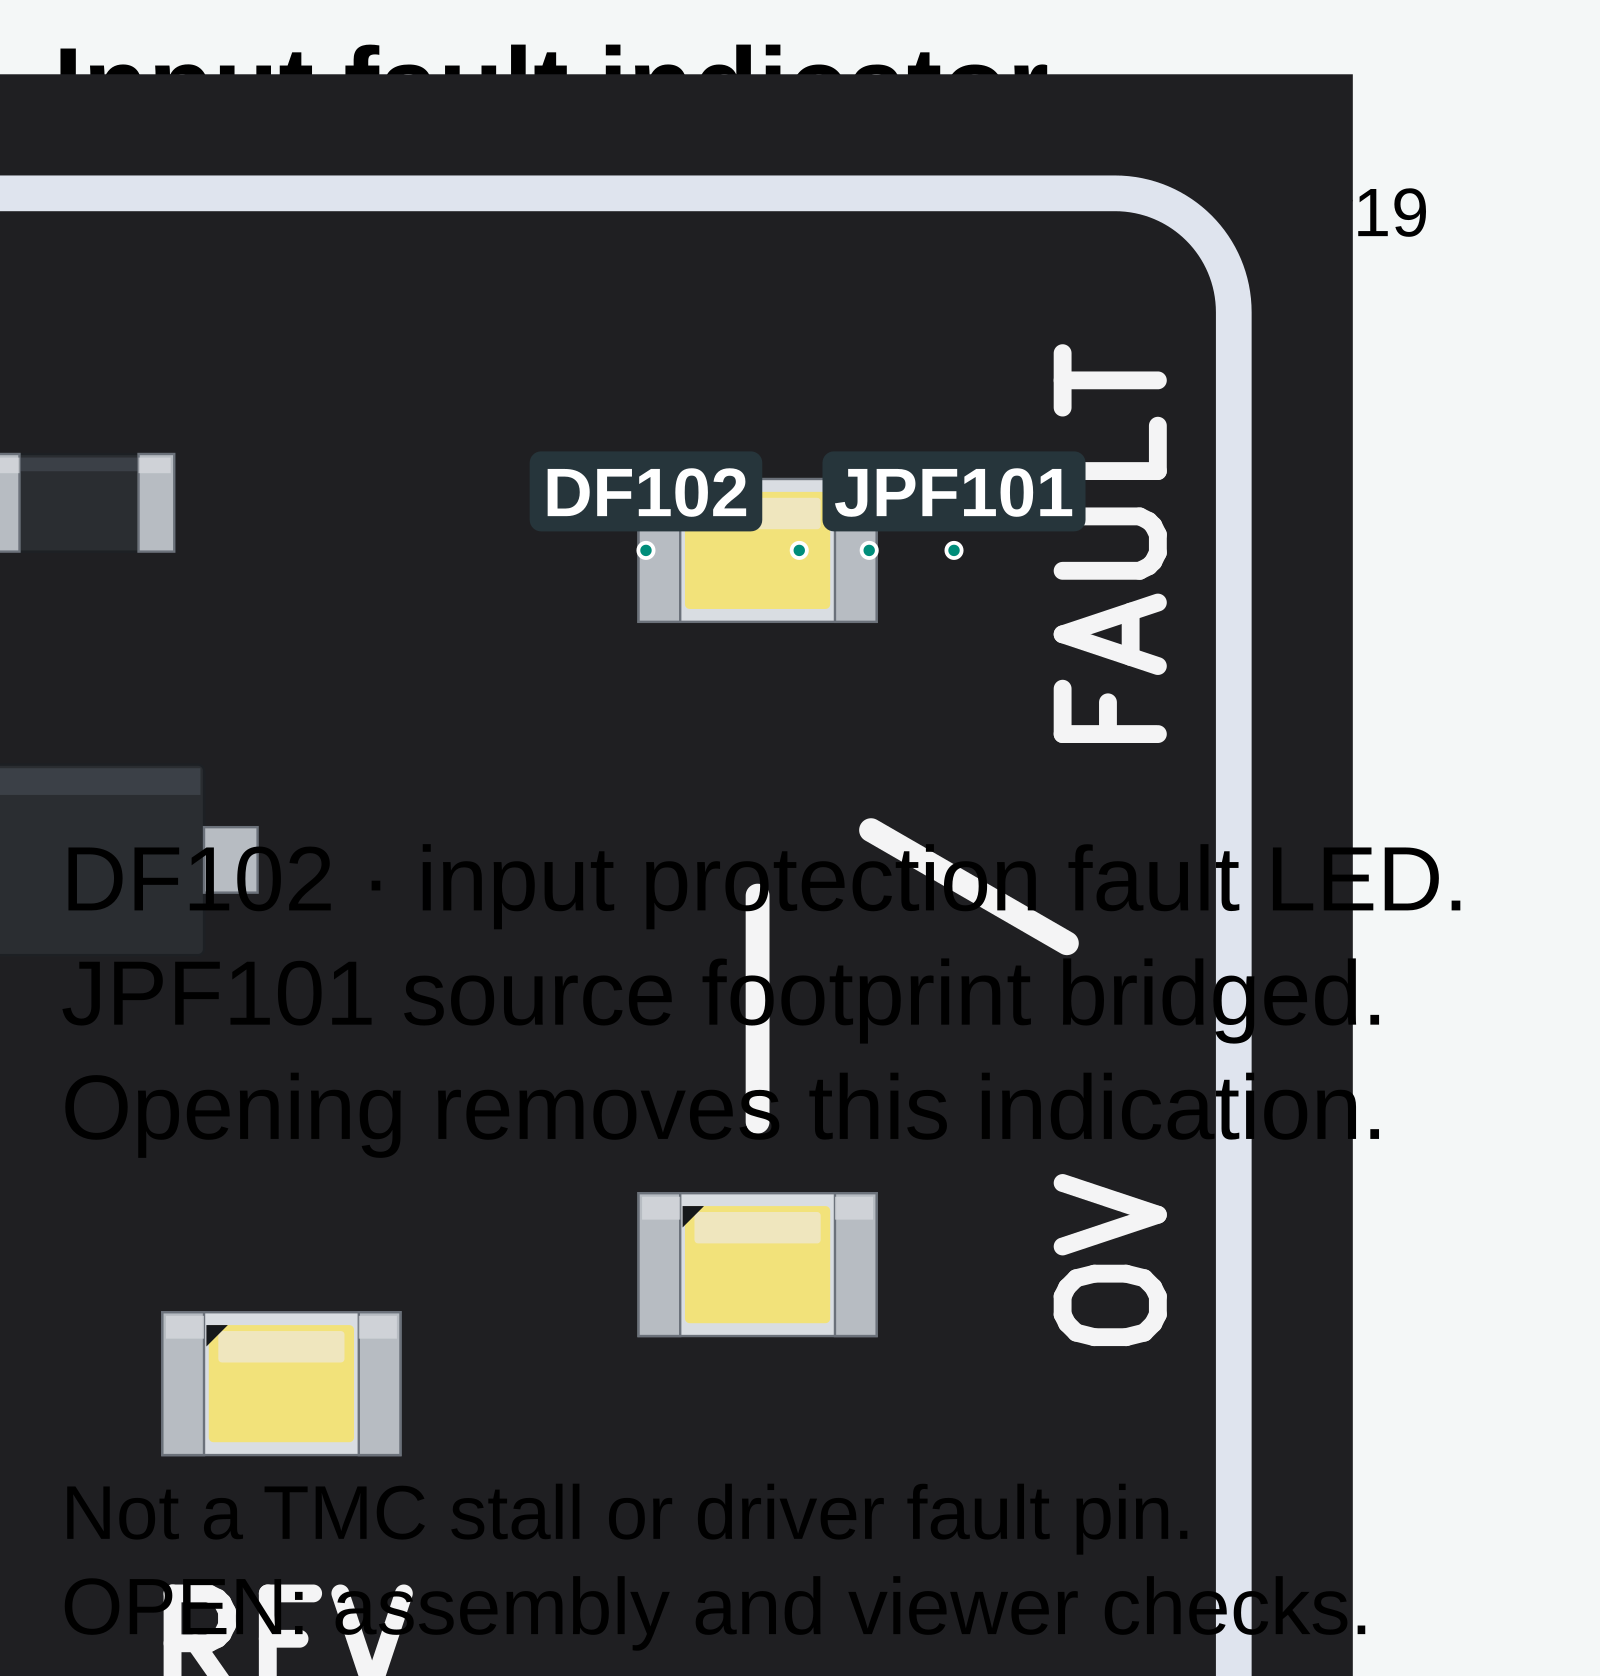 Input fault indicator
19
FAULT
DF102 JPF101
DF102 · input protection fault LED.
JPF101 source footprint bridged.
Opening removes this indication.
OV
Not a TMC stall or driver fault pin.
OPEN: assembly and viewer checks.